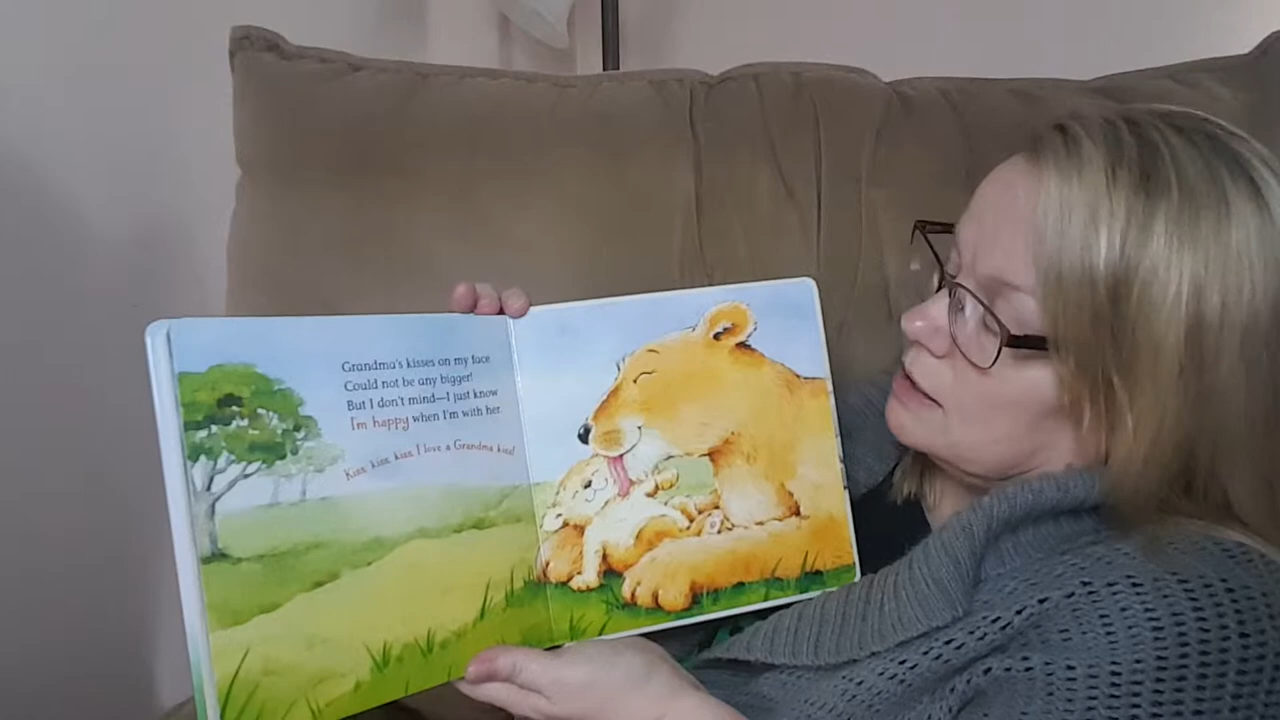 Grandma's kisses on my face
Could not be any bigger!
But I don't mind—I just know
I'm happy when I'm with her.
Kiss, kiss, kiss, I love a Grandma kiss!